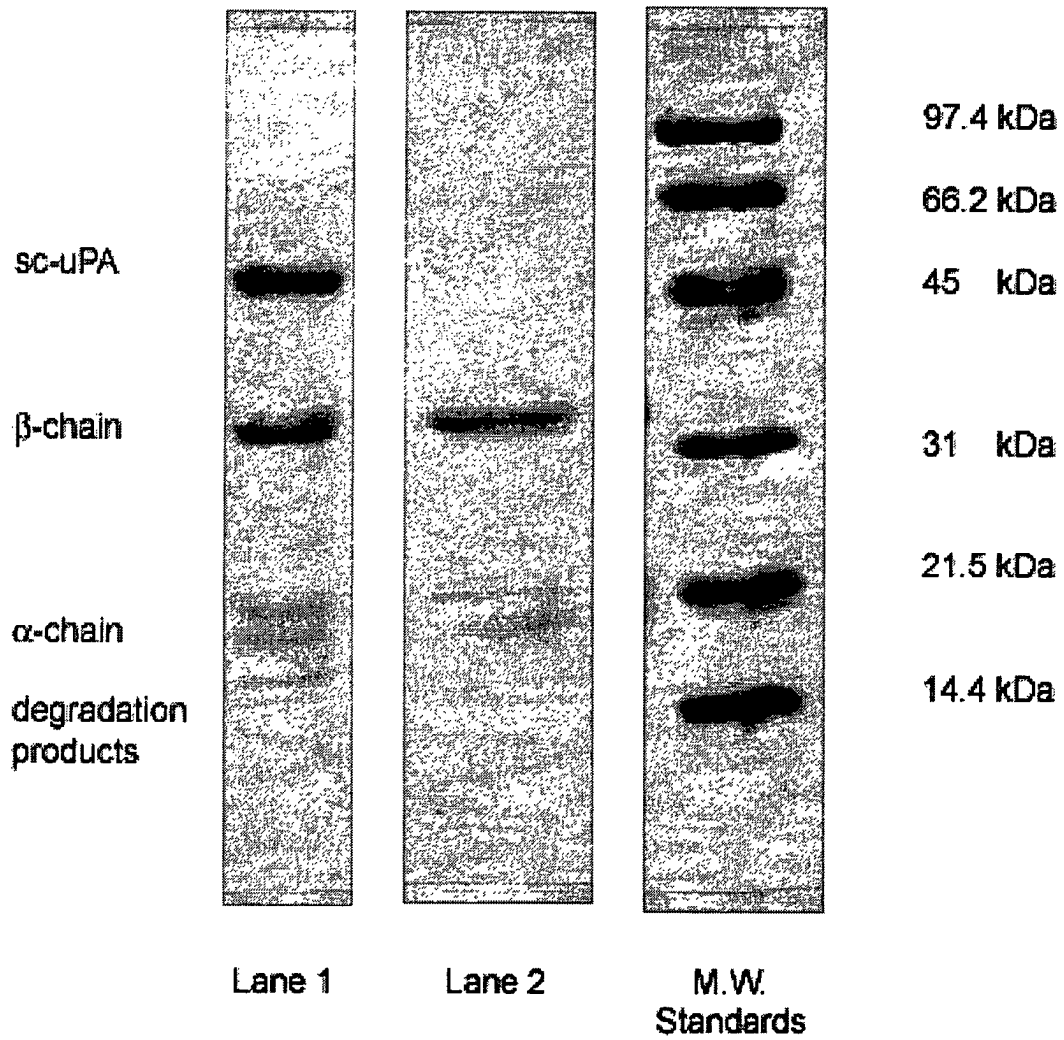 97.4 kDa
66.2 kDa
sc-uPA
45 kDa
β-chain
31 kDa
21.5 kDa
α-chain
14.4 kDa
degradation
products
Lane 1
Lane 2
M.W.
Standards